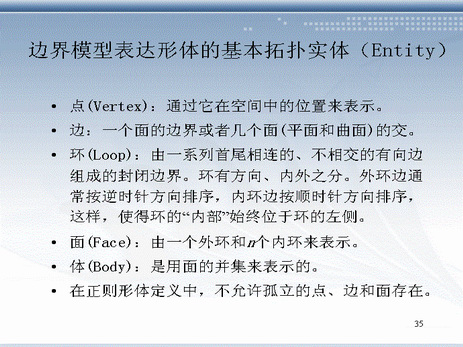 边界模型表达形体的基本拓扑实体（Entity）
• 点(Vertex)：通过它在空间中的位置来表示。
• 边：一个面的边界或者几个面(平面和曲面)的交。
• 环(Loop)：由一系列首尾相连的、不相交的有向边
组成的封闭边界。环有方向、内外之分。外环边通
常按逆时针方向排序，内环边按顺时针方向排序，
这样，使得环的“内部”始终位于环的左侧。
• 面(Face)：由一个外环和n个内环来表示。
• 体(Body)：是用面的并集来表示的。
• 在正则形体定义中，不允许孤立的点、边和面存在。
35